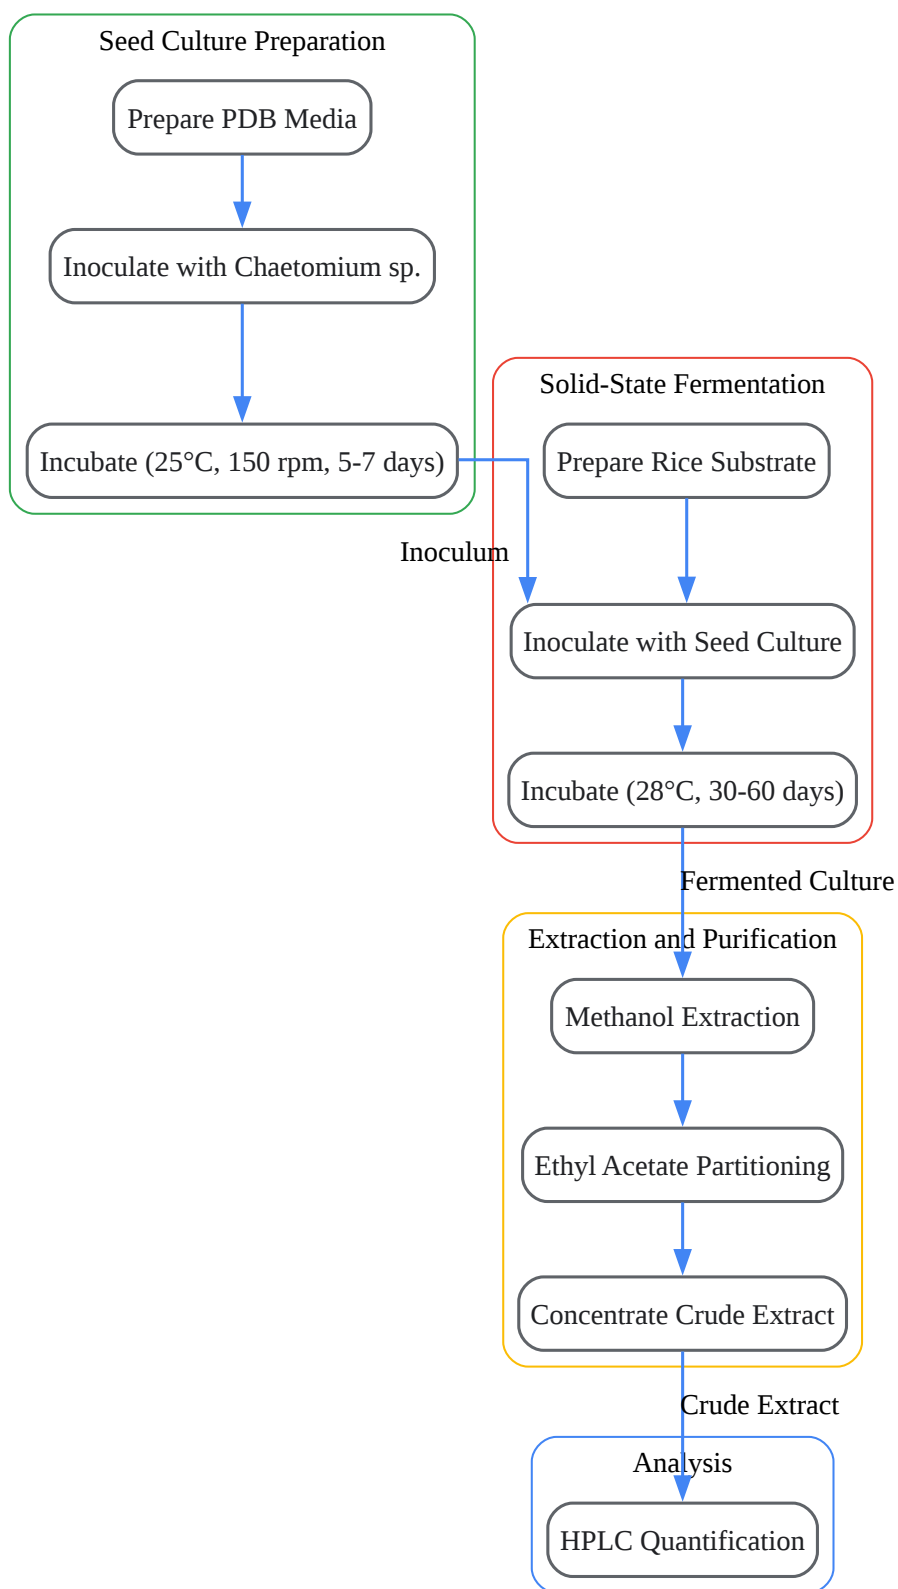 Seed Culture Preparation
Prepare PDB Media
Inoculate with Chaetomium sp.
Incubate (25°C, 150 rpm, 5-7 days)
Inoculum
Solid-State Fermentation
Prepare Rice Substrate
Inoculate with Seed Culture
Incubate (28°C, 30-60 days)
Fermented Culture
Extraction and Purification
Methanol Extraction
Ethyl Acetate Partitioning
Concentrate Crude Extract
Crude Extract
Analysis
HPLC Quantification